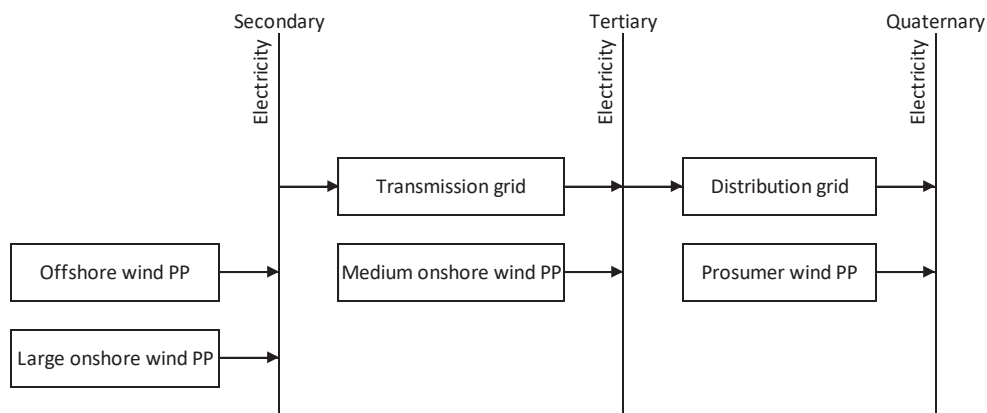 Secondary
Tertiary
Quaternary
Electricity
Electricity
Electricity
Transmission grid
Distribution grid
Offshore wind PP
Medium onshore wind PP
Prosumer wind PP
Large onshore wind PP